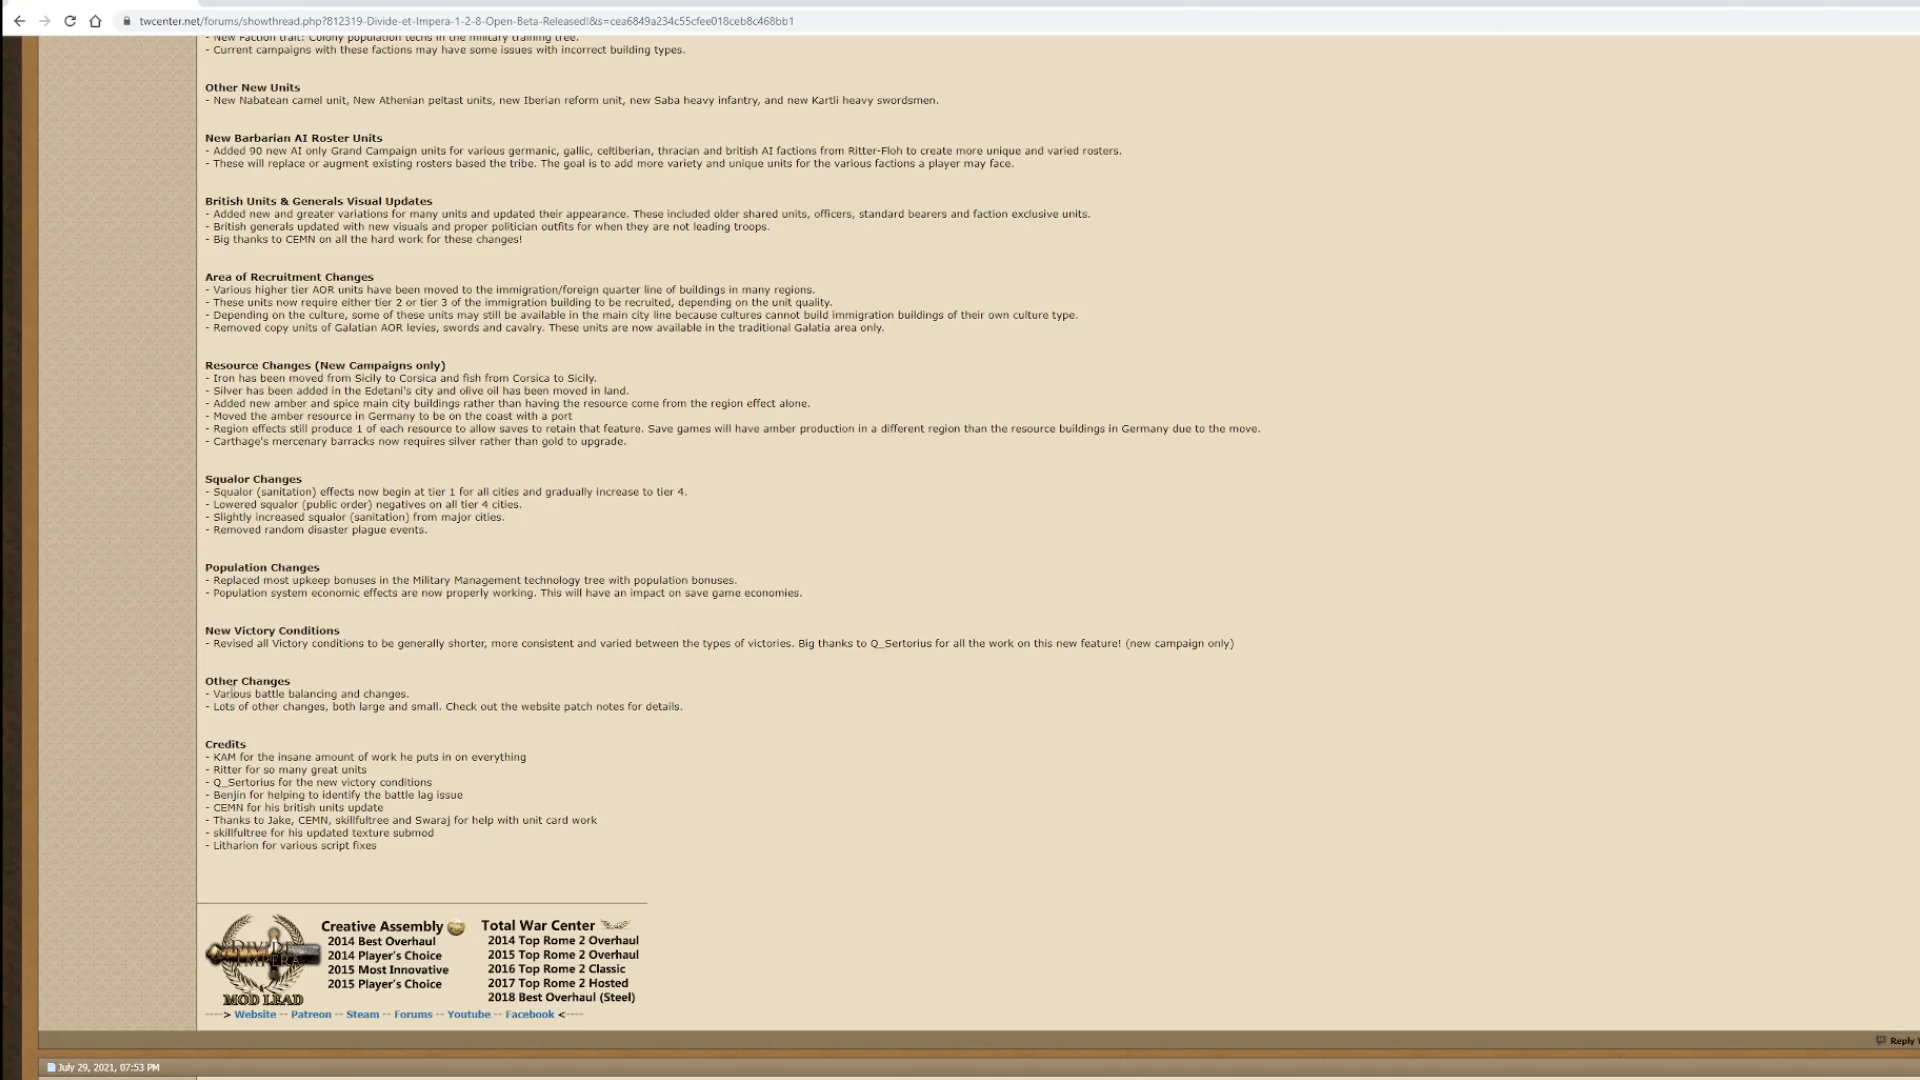 twcenter.net/forums/showthread.php?812319-Divide-et-Impera-1-2-8-Open-Beta-Released!&s=cea6849a234c55cfee018ceb8c468bb1
- New Faction trait: Colony population techs in the military training tree.
- Current campaigns with these factions may have some issues with incorrect building types.
Other New Units
- New Nabatean camel unit, New Athenian peltast units, new Iberian reform unit, new Saba heavy infantry, and new Kartli heavy swordsmen.
New Barbarian AI Roster Units
- Added 90 new AI only Grand Campaign units for various germanic, gallic, celtiberian, thracian and british AI factions from Ritter-Floh to create more unique and varied rosters.
- These will replace or augment existing rosters based the tribe. The goal is to add more variety and unique units for the various factions a player may face.
British Units & Generals Visual Updates
- Added new and greater variations for many units and updated their appearance. These included older shared units, officers, standard bearers and faction exclusive units.
- British generals updated with new visuals and proper politician outfits for when they are not leading troops.
- Big thanks to CEMN on all the hard work for these changes!
Area of Recruitment Changes
- Various higher tier AOR units have been moved to the immigration/foreign quarter line of buildings in many regions.
- These units now require either tier 2 or tier 3 of the immigration building to be recruited, depending on the unit quality.
- Depending on the culture, some of these units may still be available in the main city line because cultures cannot build immigration buildings of their own culture type.
- Removed copy units of Galatian AOR levies, swords and cavalry. These units are now available in the traditional Galatia area only.
Resource Changes (New Campaigns only)
- Iron has been moved from Sicily to Corsica and fish from Corsica to Sicily.
- Silver has been added in the Edetani's city and olive oil has been moved in land.
- Added new amber and spice main city buildings rather than having the resource come from the region effect alone.
- Moved the amber resource in Germany to be on the coast with a port
- Region effects still produce 1 of each resource to allow saves to retain that feature. Save games will have amber production in a different region than the resource buildings in Germany due to the move.
- Carthage's mercenary barracks now requires silver rather than gold to upgrade.
Squalor Changes
- Squalor (sanitation) effects now begin at tier 1 for all cities and gradually increase to tier 4.
- Lowered squalor (public order) negatives on all tier 4 cities.
- Slightly increased squalor (sanitation) from major cities.
- Removed random disaster plague events.
Population Changes
- Replaced most upkeep bonuses in the Military Management technology tree with population bonuses.
- Population system economic effects are now properly working. This will have an impact on save game economies.
New Victory Conditions
- Revised all Victory conditions to be generally shorter, more consistent and varied between the types of victories. Big thanks to Q_Sertorius for all the work on this new feature! (new campaign only)
Other Changes
- Various battle balancing and changes.
- Lots of other changes, both large and small. Check out the website patch notes for details.
Credits
- KAM for the insane amount of work he puts in on everything
- Ritter for so many great units
- Q_Sertorius for the new victory conditions
- Benjin for helping to identify the battle lag issue
- CEMN for his british units update
- Thanks to Jake, CEMN, skillfultree and Swaraj for help with unit card work
- skillfultree for his updated texture submod
- Litharion for various script fixes
DIVIDE
IMPERA
MOD LEAD
Creative Assembly
2014 Best Overhaul
2014 Player's Choice
2015 Most Innovative
2015 Player's Choice
Total War Center
2014 Top Rome 2 Overhaul
2015 Top Rome 2 Overhaul
2016 Top Rome 2 Classic
2017 Top Rome 2 Hosted
2018 Best Overhaul (Steel)
----> Website -- Patreon -- Steam -- Forums -- Youtube -- Facebook <----
Reply
July 29, 2021, 07:53 PM